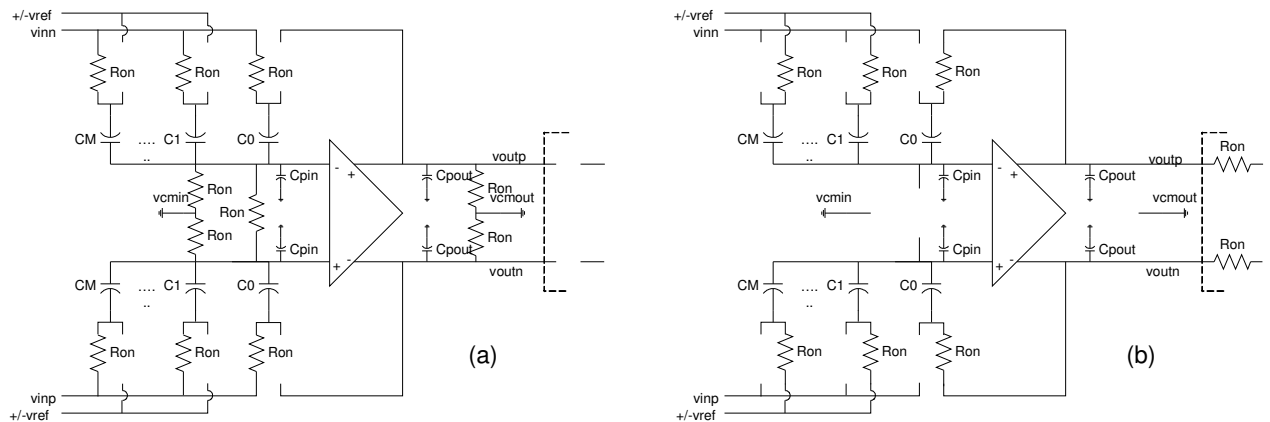 +/-vref
vinn
Ron Ron Ron
CM .... C1 C0
..
Cpin
- +
voutp
Cpout
Ron
Ron
vcmin
Ron
vcmout
Ron
Ron
Cpin
+ -
Cpout
voutn
CM .... C1 C0
..
Ron Ron Ron
(a)
vinp
+/-vref
+/-vref
vinn
Ron Ron Ron
CM .... C1 C0
..
Cpin
- +
voutp
Ron
Cpout
vcmin
vcmout
Cpin
+ -
Cpout
Ron
voutn
CM .... C1 C0
..
Ron Ron Ron
(b)
vinp
+/-vref